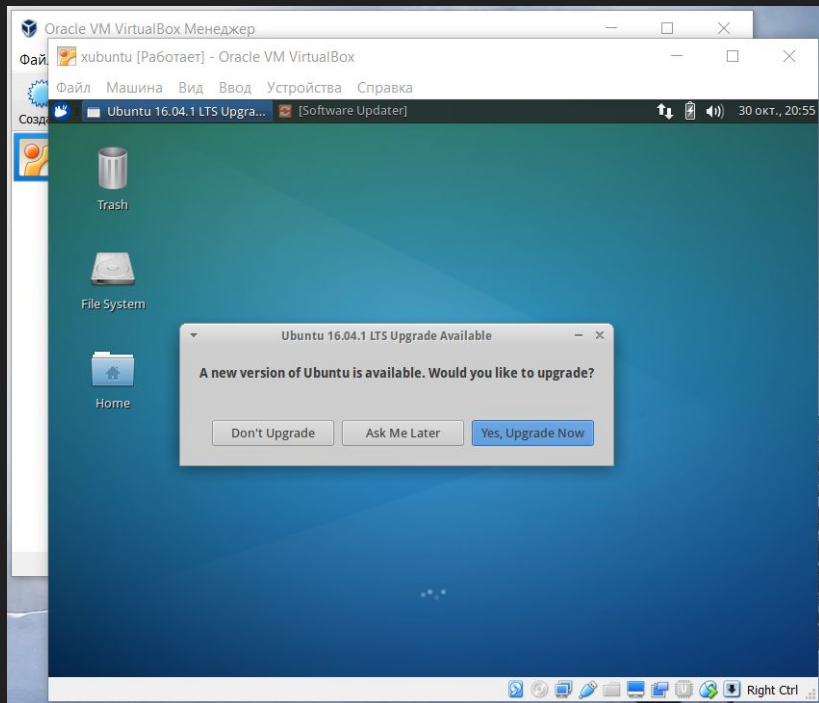 Oracle VM VirtualBox Менеджер
Фай
xubuntu [Работает] - Oracle VM VirtualBox
Файл Машина Вид Ввод Устройства Справка
Созд
Ubuntu 16.04.1 LTS Upgra... [Software Updater] 30 окт., 20:55
Trash
File System
Ubuntu 16.04.1 LTS Upgrade Available
A new version of Ubuntu is available. Would you like to upgrade?
Home
Don't Upgrade Ask Me Later Yes, Upgrade Now
Right Ctrl